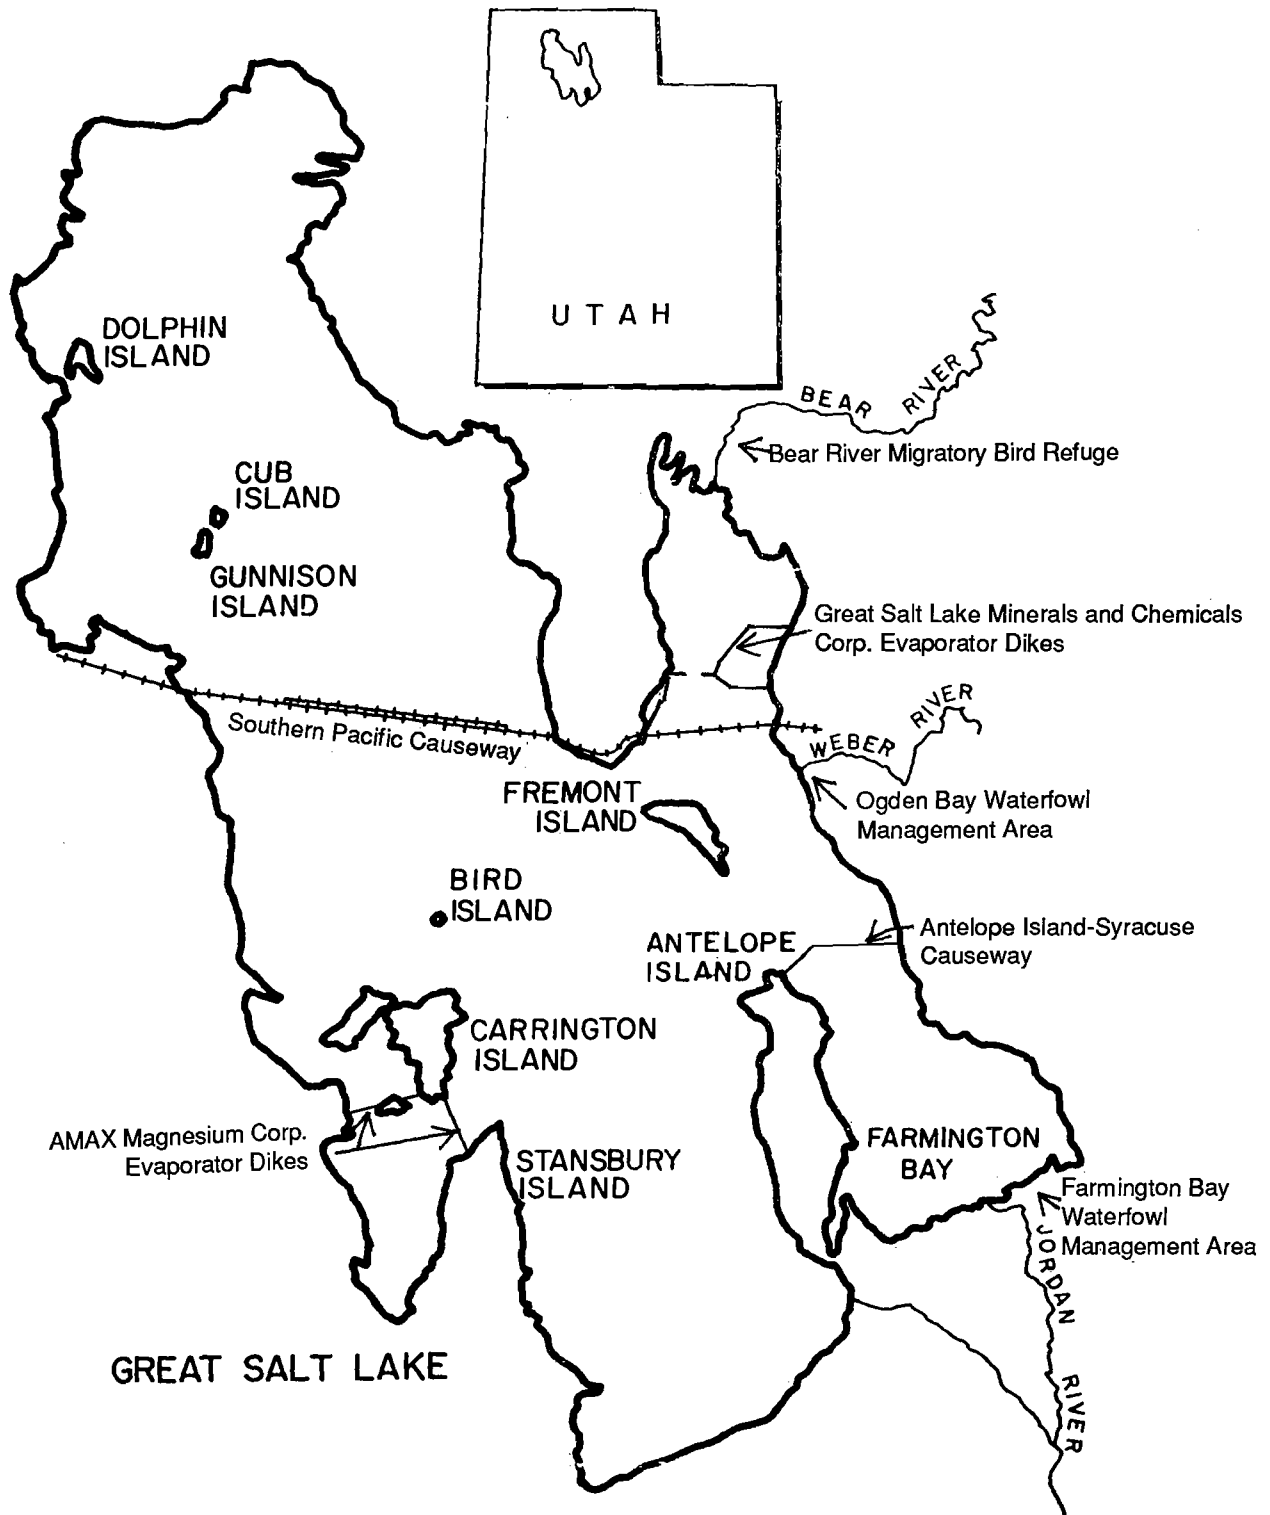 UTAH
DOLPHIN
ISLAND
BEAR RIVER
Bear River Migratory Bird Refuge
CUB
ISLAND
GUNNISON
ISLAND
Great Salt Lake Minerals and Chemicals
Corp. Evaporator Dikes
Southern Pacific Causeway
WEBER RIVER
FREMONT
ISLAND
Ogden Bay Waterfowl
Management Area
BIRD
ISLAND
ANTELOPE
ISLAND
Antelope Island-Syracuse
Causeway
CARRINGTON
ISLAND
AMAX Magnesium Corp.
Evaporator Dikes
STANSBURY
ISLAND
FARMINGTON
BAY
Farmington Bay
Waterfowl
Management Area
JORDAN RIVER
GREAT SALT LAKE